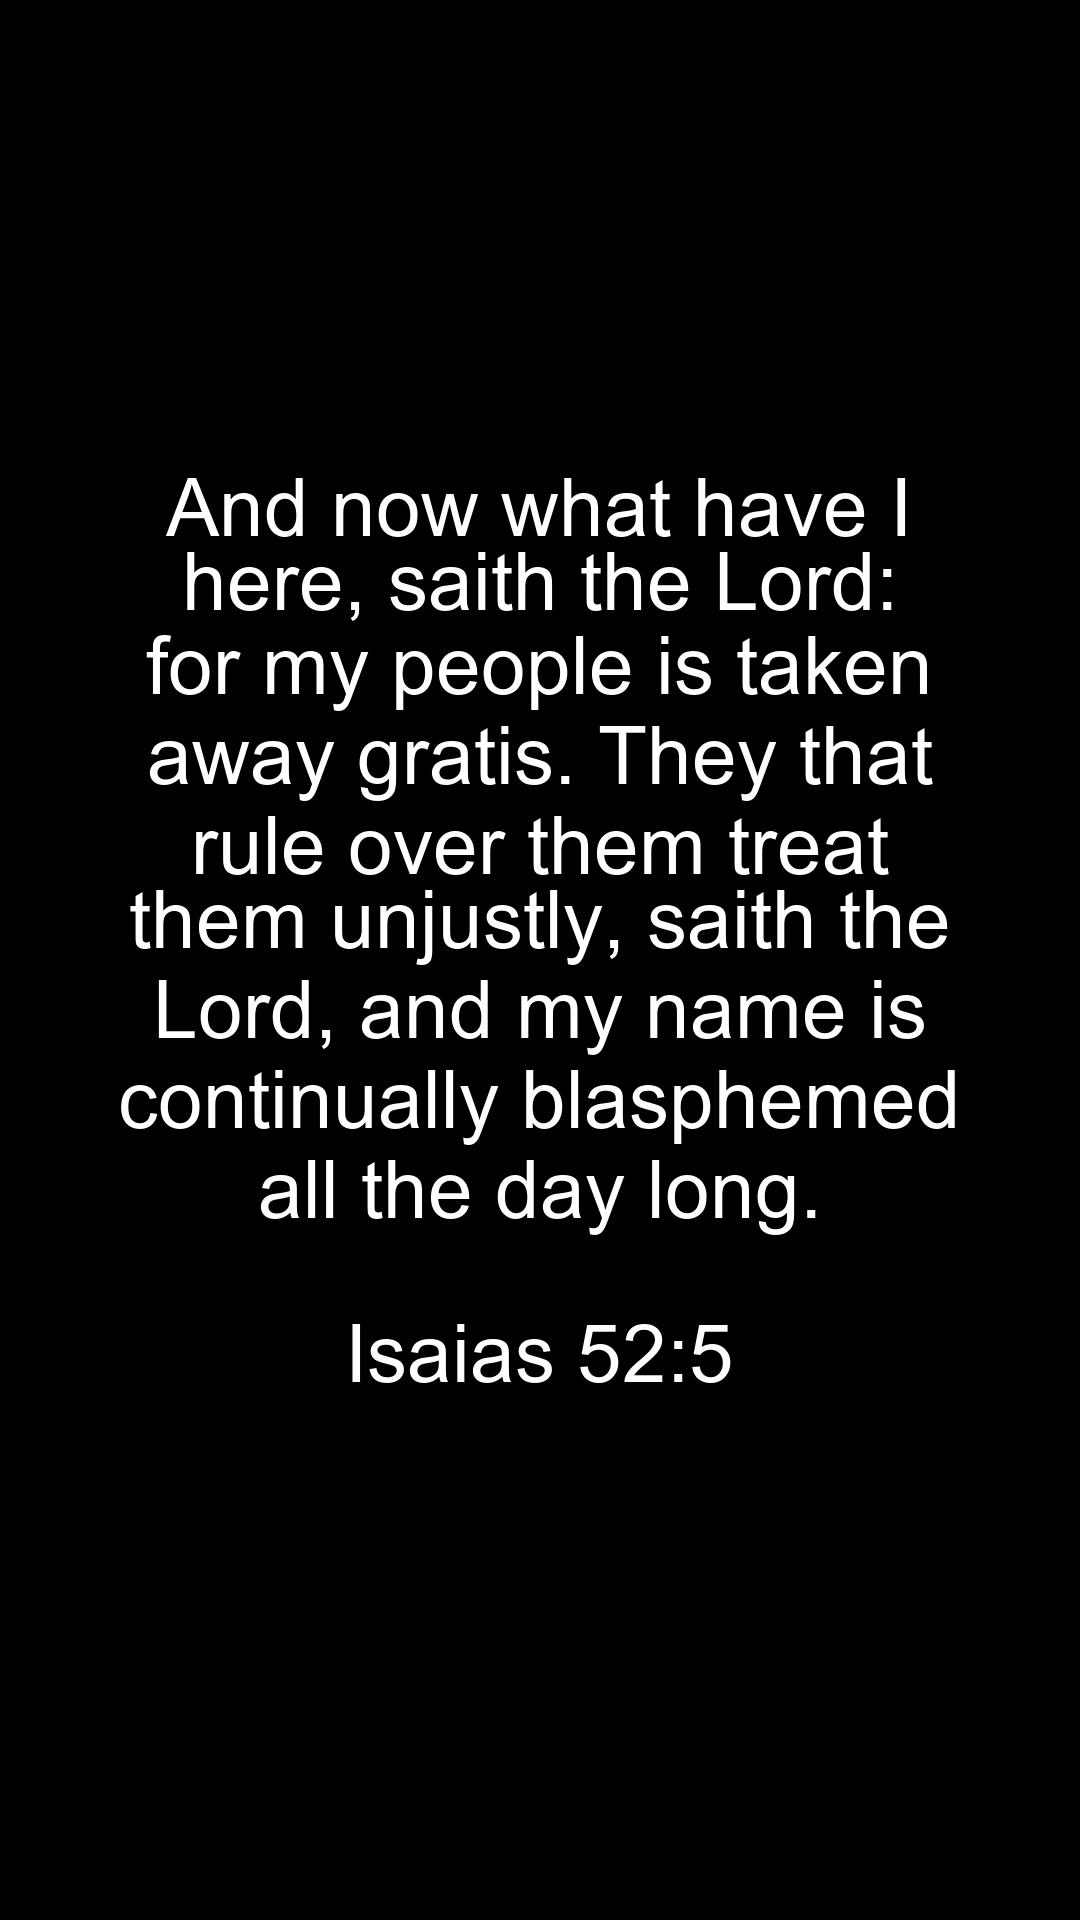 And now what have I
here, saith the Lord:
for my people is taken
away gratis. They that
rule over them treat
them unjustly, saith the
Lord, and my name is
continually blasphemed
all the day long.
Isaias 52:5